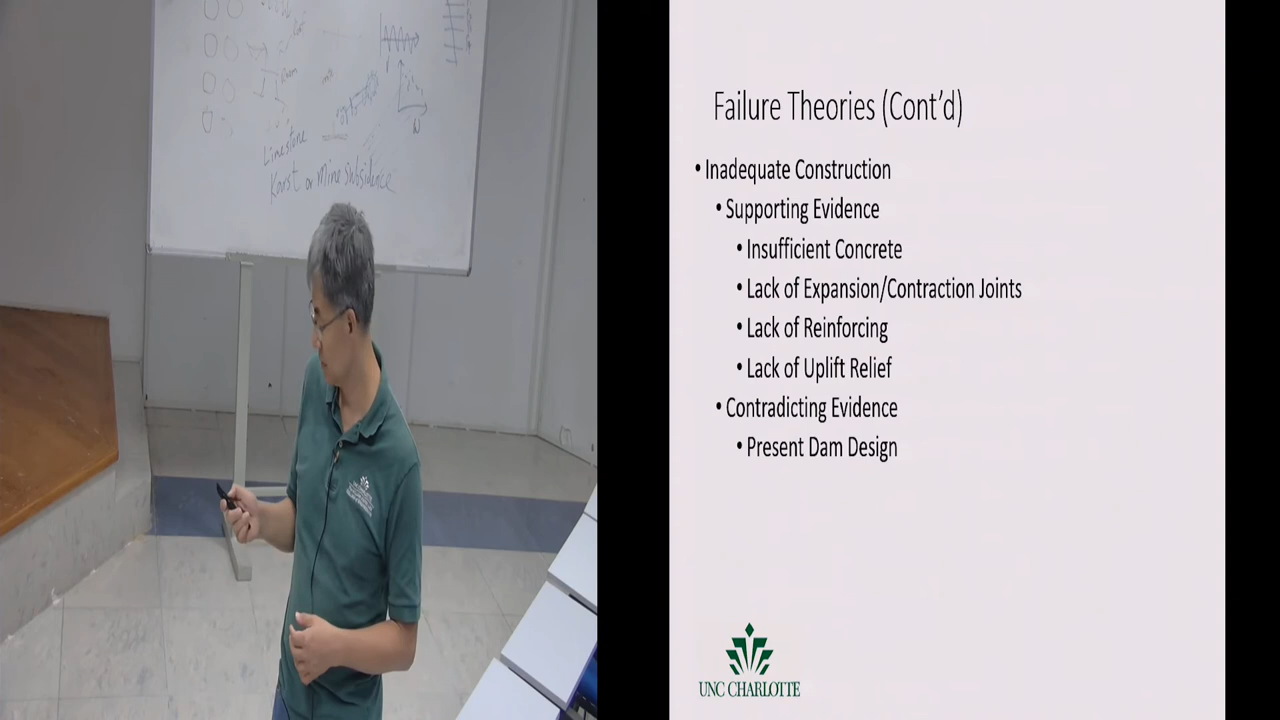 Limestone
Karst or Mine subsidence
Failure Theories (Cont'd)
• Inadequate Construction
• Supporting Evidence
• Insufficient Concrete
• Lack of Expansion/Contraction Joints
• Lack of Reinforcing
• Lack of Uplift Relief
• Contradicting Evidence
• Present Dam Design
UNC CHARLOTTE